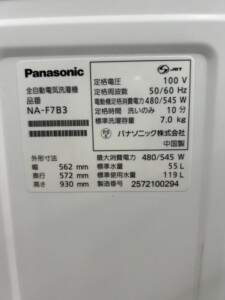 Panasonic
全自動電気洗濯機
品番
NA-F7B3
JET
定格電圧 100 V
定格周波数 50/60 Hz
電動機定格消費電力 480/545 W
定格時間 洗いのみ 10 分
標準洗濯容量 7.0 kg
パナソニック株式会社
中国製
外形寸法
幅 562 mm
奥行 572 mm
高さ 930 mm
最大消費電力 480/545 W
標準水量 55 L
標準使用水量 119 L
製造番号 2572100294